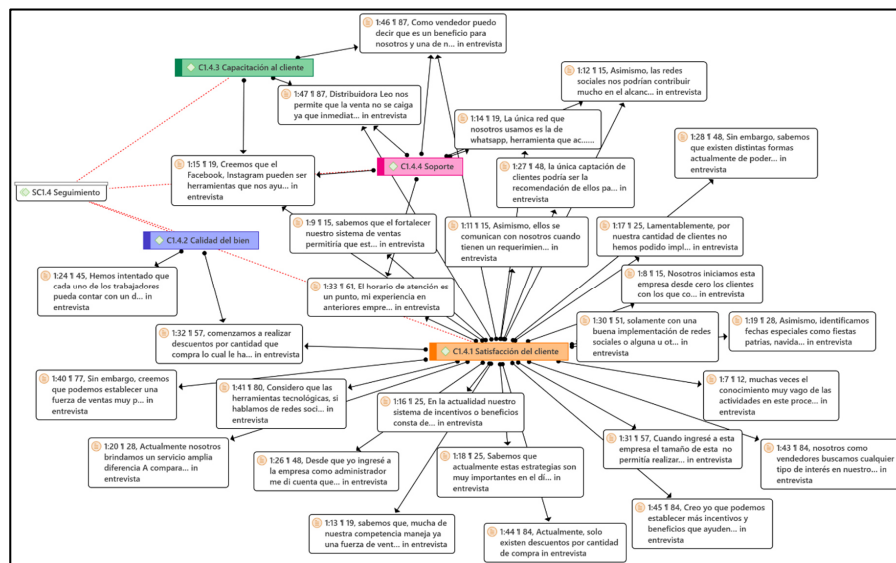 1:46 ¶ 87, Como vendedor puedo
decir que es un beneficio para
nosotros y una de n... in entrevista
C1.4.3 Capacitación al cliente
1:12 ¶ 15, Asimismo, las redes
sociales nos podrían contribuir
mucho en el alcanc... in
entrevista
1:47 ¶ 87, Distribuidora Leo nos
permite que la venta no se caiga
ya que inmediat... in entrevista
1:14 ¶ 19, La única red que
nosotros usamos es la de
whatsapp, herramienta que ac......
in entrevista
1:28 ¶ 48, Sin embargo, sabemos
que existen distintas formas
actualmente de poder...
in entrevista
1:15 ¶ 19, Creemos que el
Facebook, Instagram pueden ser
herramientas que nos ayu... in
entrevista
C1.4.4 Soporte
1:27 ¶ 48, la única captación de
clientes podría ser la
recomendación de ellos pa...
in entrevista
SC1.4 Seguimiento
1:9 ¶ 15, sabemos que el fortalecer
nuestro sistema de ventas
permitiría que est...
in entrevista
1:11 ¶ 15, Asimismo, ellos se
comunican con nosotros cuando
tienen un requerimien...
in entrevista
1:17 ¶ 25, Lamentablemente, por
nuestra cantidad de clientes no
hemos podido impl...
in entrevista
C1.4.2 Calidad del bien
1:24 ¶ 45, Hemos intentado que
cada uno de los trabajadores
pueda contar con un d... in
entrevista
1:33 ¶ 61, El horario de atención es
un punto, mi experiencia en
anteriores empre... in entrevista
1:8 ¶ 15, Nosotros iniciamos esta
empresa desde cero los clientes
con los que co... in entrevista
1:32 ¶ 57, comenzamos a realizar
descuentos por cantidad que
compra lo cual le ha...
in entrevista
1:30 ¶ 51, solamente con una
buena implementación de redes
sociales o alguna u ot... in
entrevista
1:19 ¶ 28, Asimismo, identificamos
fechas especiales como fiestas
patrias, navida... in entrevista
C1.4.1 Satisfacción del cliente
1:40 ¶ 77, Sin embargo, creemos
que podemos establecer una
fuerza de ventas muy p... in
entrevista
1:41 ¶ 80, Considero que las
herramientas tecnológicas, si
hablamos de redes soci...
in entrevista
1:16 ¶ 25, En la actualidad nuestro
sistema de incentivos o beneficios
consta de...
in entrevista
1:7 ¶ 12, muchas veces el
conocimiento muy vago de las
actividades en este proce...
in entrevista
1:20 ¶ 28, Actualmente nosotros
brindamos un servicio amplia
diferencia A compara...
in entrevista
1:26 ¶ 48, Desde que yo ingresé a
la empresa como administrador
me di cuenta que...
in entrevista
1:18 ¶ 25, Sabemos que
actualmente estas estrategias son
muy importantes en el di...
in entrevista
1:31 ¶ 57, Cuando ingresé a esta
empresa el tamaño de esta no
permitía realizar...
in entrevista
1:43 ¶ 84, nosotros como
vendedores buscamos cualquier
tipo de interés en nuestro...
in entrevista
1:13 ¶ 19, sabemos que, mucha de
nuestra competencia maneja ya
una fuerza de vent...
in entrevista
1:44 ¶ 84, Actualmente, solo
existen descuentos por cantidad
de compra in entrevista
1:45 ¶ 84, Creo yo que podemos
establecer más incentivos y
beneficios que ayuden...
in entrevista